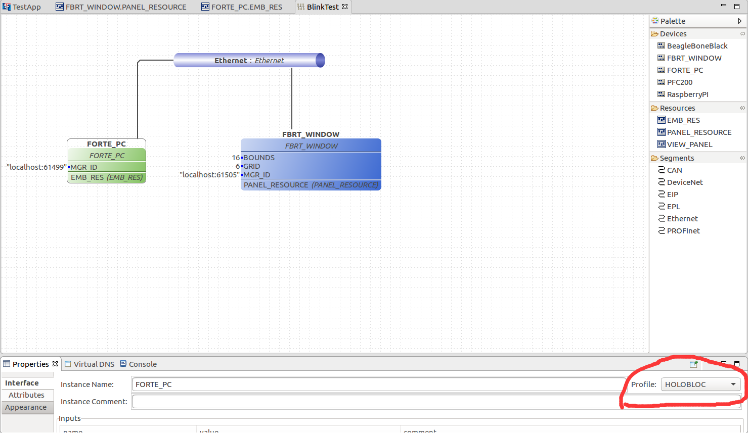 TestApp
FBRT_WINDOW.PANEL_RESOURCE
FORTE_PC.EMB_RES
BlinkTest
Palette
Devices
BeagleBoneBlack
FBRT_WINDOW
FORTE_PC
PFC200
RaspberryPI
Resources
EMB_RES
PANEL_RESOURCE
VIEW_PANEL
Segments
CAN
DeviceNet
EIP
EPL
Ethernet
PROFInet
Ethernet : Ethernet
FORTE_PC
FORTE_PC
"localhost:61499" MGR_ID
EMB_RES (EMB_RES)
FBRT_WINDOW
FBRT_WINDOW
16 BOUNDS
6 GRID
"localhost:61505" MGR_ID
PANEL_RESOURCE (PANEL_RESOURCE)
Properties
Virtual DNS
Console
Interface
Attributes
Appearance
Instance Name: FORTE_PC
Profile: HOLOBLOC
Instance Comment:
Inputs
name value comment